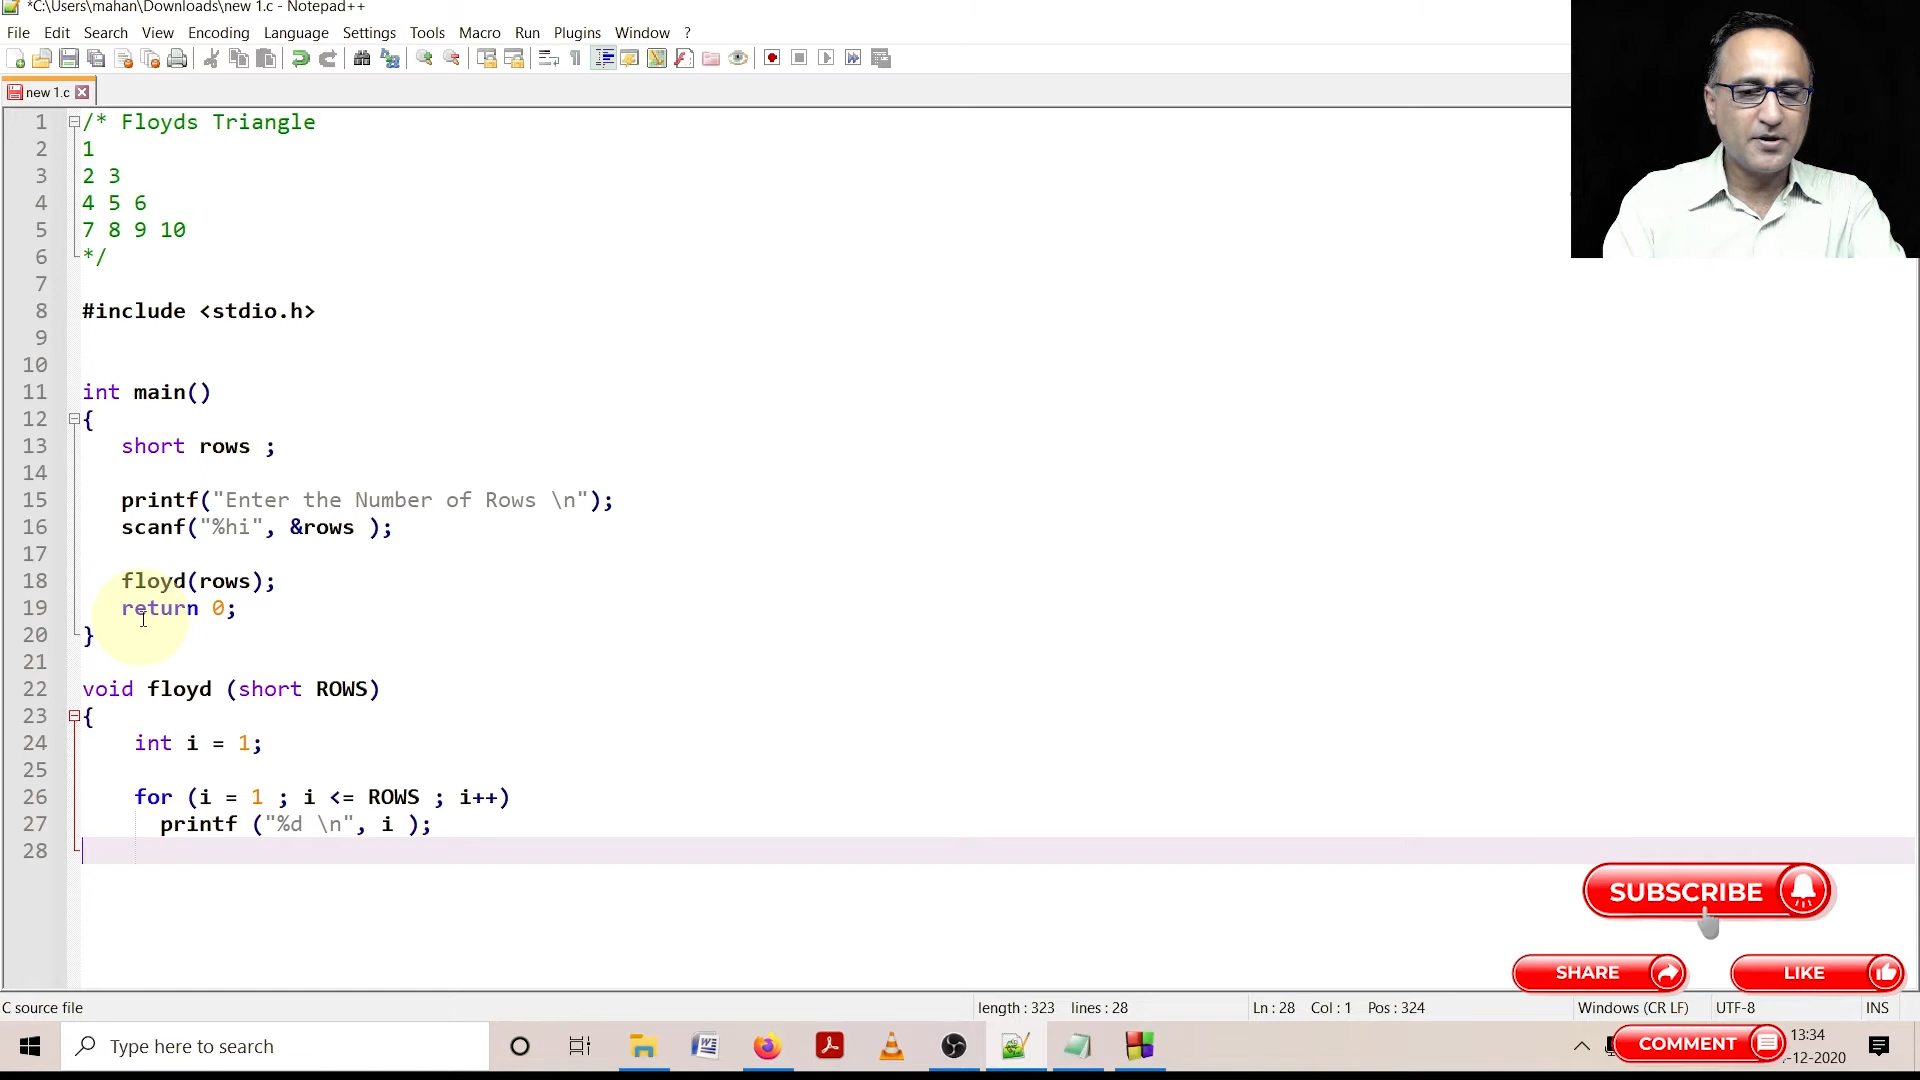 *C:\Users\mahan\Downloads\new 1.c - Notepad++
File Edit Search View Encoding Language Settings Tools Macro Run Plugins Window ?
new 1.c
1 /* Floyds Triangle
2 1
3 2 3
4 4 5 6
5 7 8 9 10
6 */
7
8 #include <stdio.h>
9
10
11 int main()
12 {
13 short rows ;
14
15 printf("Enter the Number of Rows \n");
16 scanf("%hi", &rows );
17
18 floyd(rows);
19 return 0;
20 }
21
22 void floyd (short ROWS)
23 {
24 int i = 1;
25
26 for (i = 1 ; i <= ROWS ; i++)
27 printf ("%d \n", i );
28
SUBSCRIBE
SHARE LIKE
C source file length : 323 lines : 28 Ln : 28 Col : 1 Pos : 324 Windows (CR LF) UTF-8 INS
Type here to search
COMMENT
13:34
-12-2020